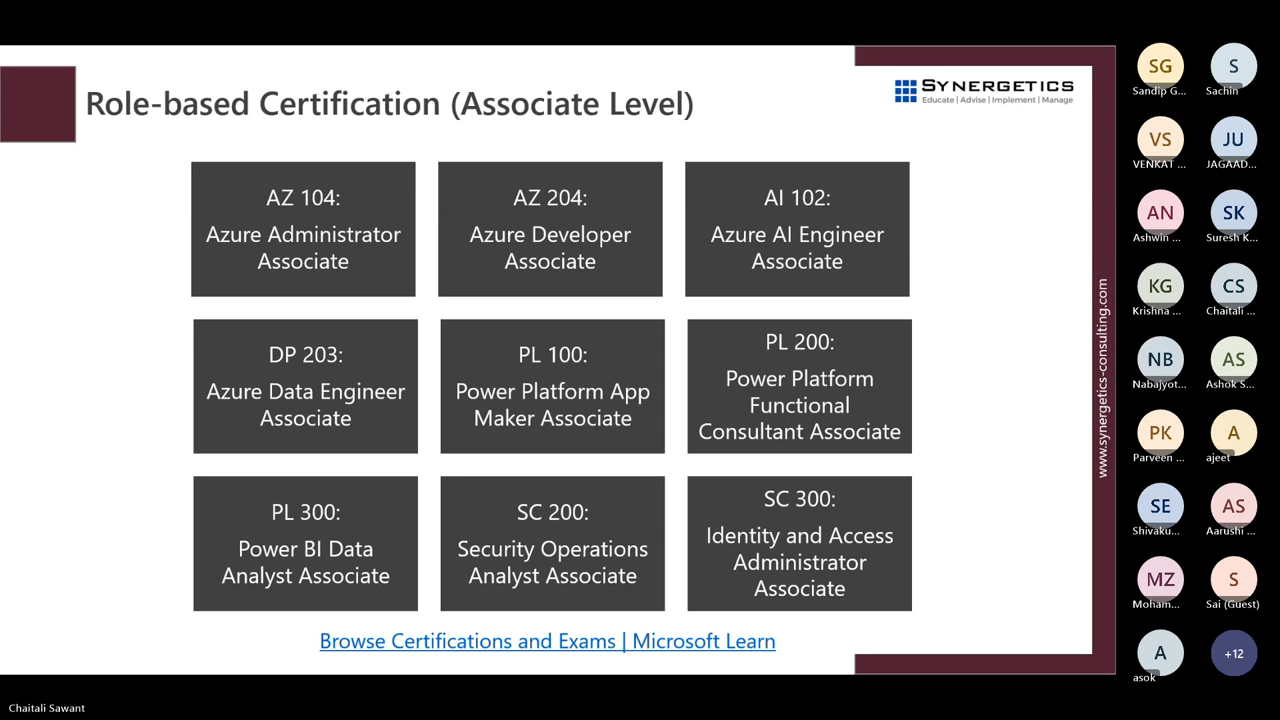 Role-based Certification (Associate Level)
SYNERGETICS
Educate | Advise | Implement | Manage
AZ 104:
Azure Administrator
Associate
AZ 204:
Azure Developer
Associate
AI 102:
Azure AI Engineer
Associate
DP 203:
Azure Data Engineer
Associate
PL 100:
Power Platform App
Maker Associate
PL 200:
Power Platform
Functional
Consultant Associate
PL 300:
Power BI Data
Analyst Associate
SC 200:
Security Operations
Analyst Associate
SC 300:
Identity and Access
Administrator
Associate
Browse Certifications and Exams | Microsoft Learn
www.synergetics-consulting.com
SG
Sandip G...
S
Sachin
VS
VENKAT ...
JU
JAGAAD...
AN
Ashwin ...
SK
Suresh K...
KG
Krishna ...
CS
Chaitali ...
NB
Nabajyot...
AS
Ashok S...
PK
Parveen ...
A
ajeet
SE
Shivaku...
AS
Aarushi ...
MZ
Moham...
S
Sai (Guest)
A
asok
+12
Chaitali Sawant